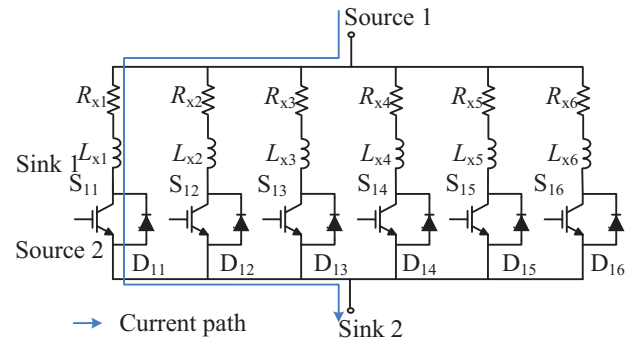 Source 1
Rx1 Rx2 Rx3 Rx4 Rx5 Rx6
Sink 1 Lx1 Lx2 Lx3 Lx4 Lx5 Lx6
S11 S12 S13 S14 S15 S16
Source 2
D11 D12 D13 D14 D15 D16
Current path
Sink 2